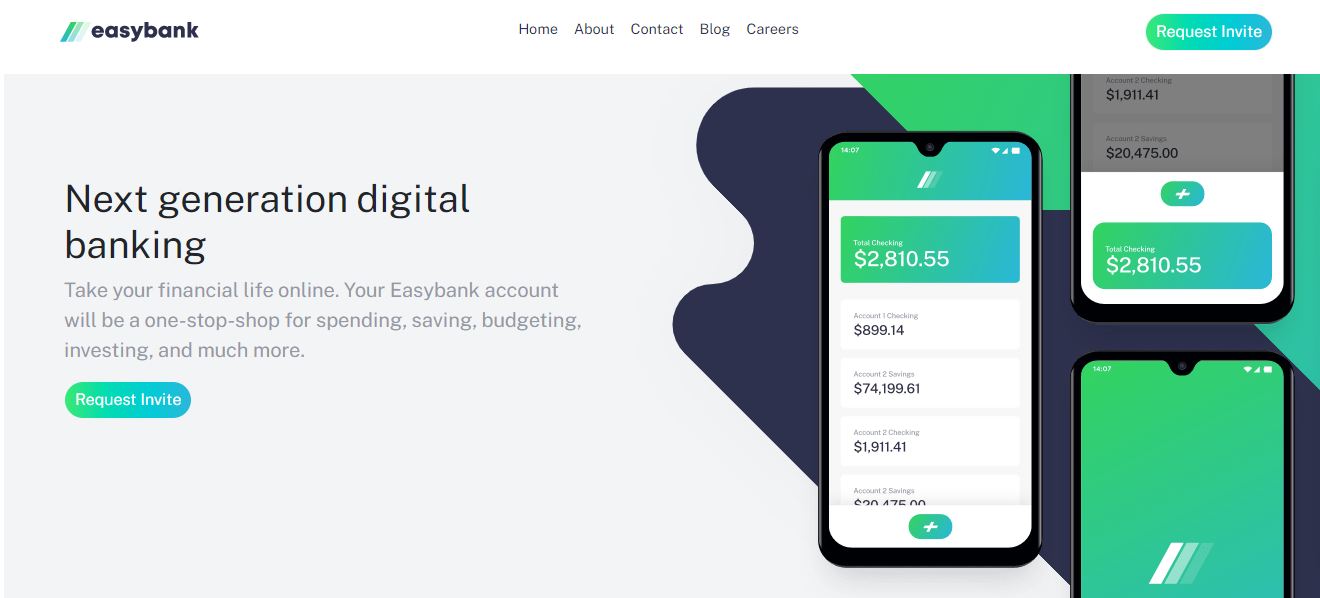 easybank
Home About Contact Blog Careers
Request Invite
Next generation digital
banking
Take your financial life online. Your Easybank account
will be a one-stop-shop for spending, saving, budgeting,
investing, and much more.
Request Invite
14:07
Total Checking
$2,810.55
Account 1 Checking
$899.14
Account 2 Savings
$74,199.61
Account 2 Checking
$1,911.41
Account 2 Savings
$20,475.00
Account 2 Checking
$1,911.41
Account 2 Savings
$20,475.00
Total Checking
$2,810.55
14:07